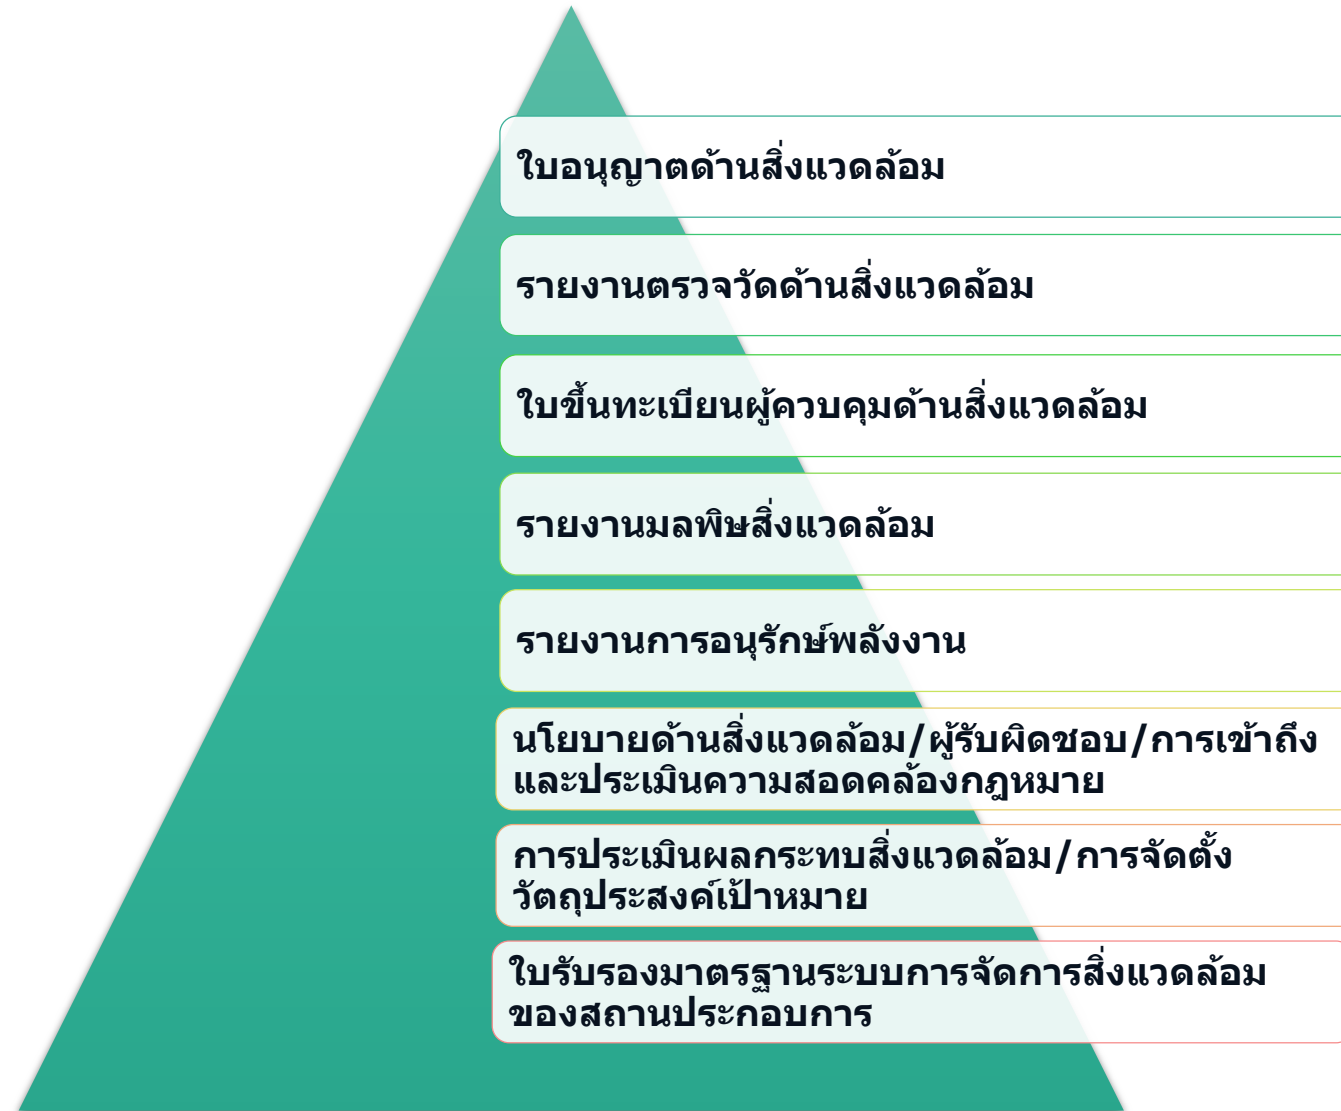 ใบอนุญาตด้านสิ่งแวดล้อม
รายงานตรวจวัดด้านสิ่งแวดล้อม
ใบขึ้นทะเบียนผู้ควบคุมด้านสิ่งแวดล้อม
รายงานมลพิษสิ่งแวดล้อม
รายงานการอนุรักษ์พลังงาน
นโยบายด้านสิ่งแวดล้อม/ผู้รับผิดชอบ/การเข้าถึง
และประเมินความสอดคล้องกฎหมาย
การประเมินผลกระทบสิ่งแวดล้อม/การจัดตั้ง
วัตถุประสงค์เป้าหมาย
ใบรับรองมาตรฐานระบบการจัดการสิ่งแวดล้อม
ของสถานประกอบการ